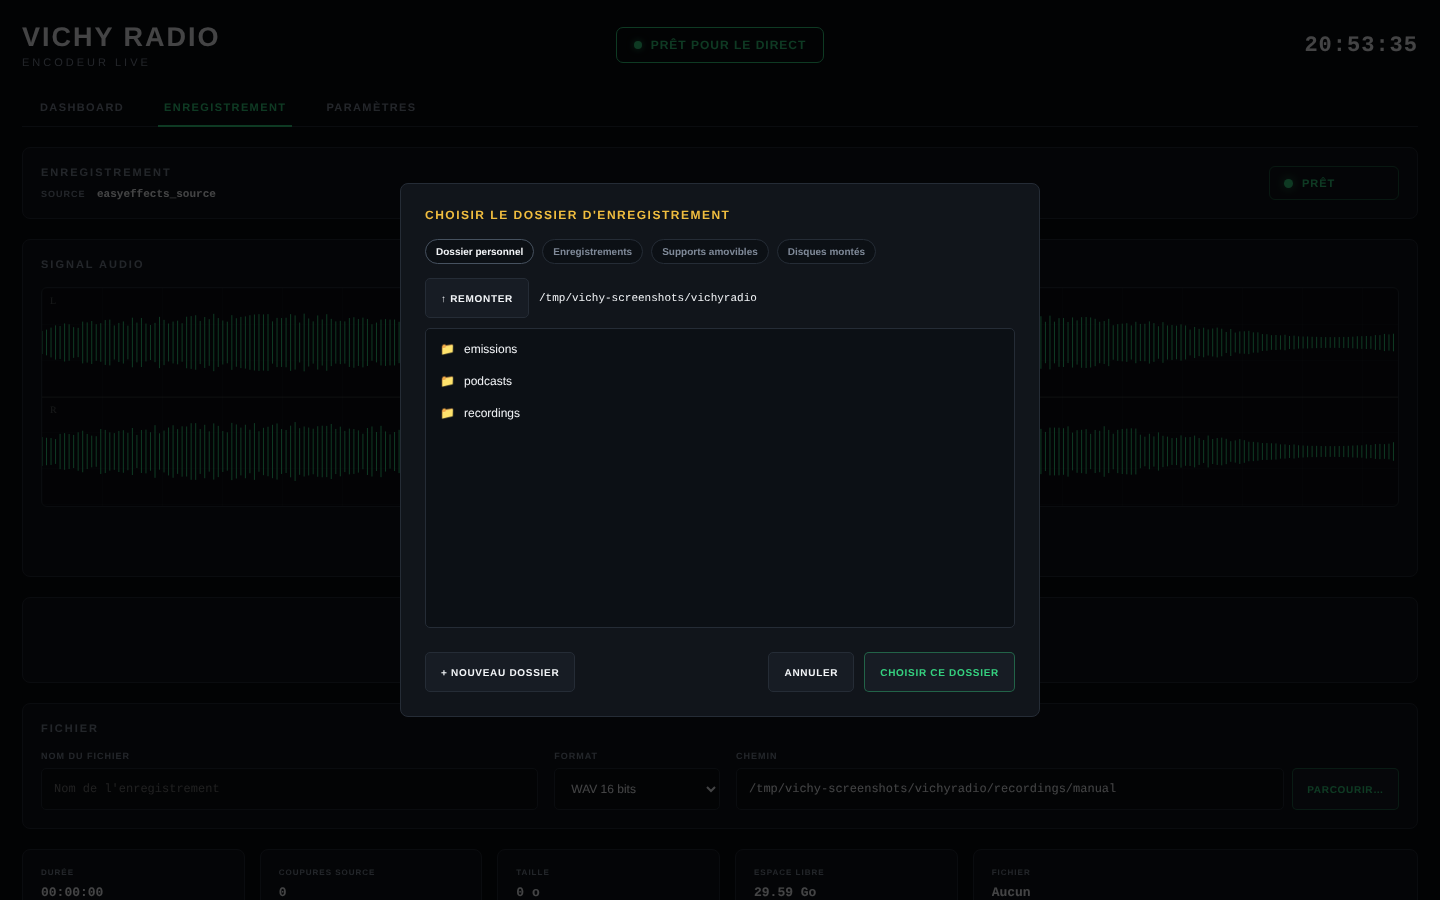 VICHY RADIO
ENCODEUR LIVE
PRÊT POUR LE DIRECT
20:53:35
DASHBOARD ENREGISTREMENT PARAMÈTRES
ENREGISTREMENT
SOURCE easyeffects_source
PRÊT
SIGNAL AUDIO
L
R
CHOISIR LE DOSSIER D'ENREGISTREMENT
Dossier personnel Enregistrements Supports amovibles Disques montés
↑ REMONTER /tmp/vichy-screenshots/vichyradio
emissions
podcasts
recordings
+ NOUVEAU DOSSIER ANNULER CHOISIR CE DOSSIER
FICHIER
NOM DU FICHIER FORMAT CHEMIN
Nom de l'enregistrement WAV 16 bits /tmp/vichy-screenshots/vichyradio/recordings/manual PARCOURIR...
DURÉE COUPURES SOURCE TAILLE ESPACE LIBRE FICHIER
00:00:00 0 0 o 29.59 Go Aucun